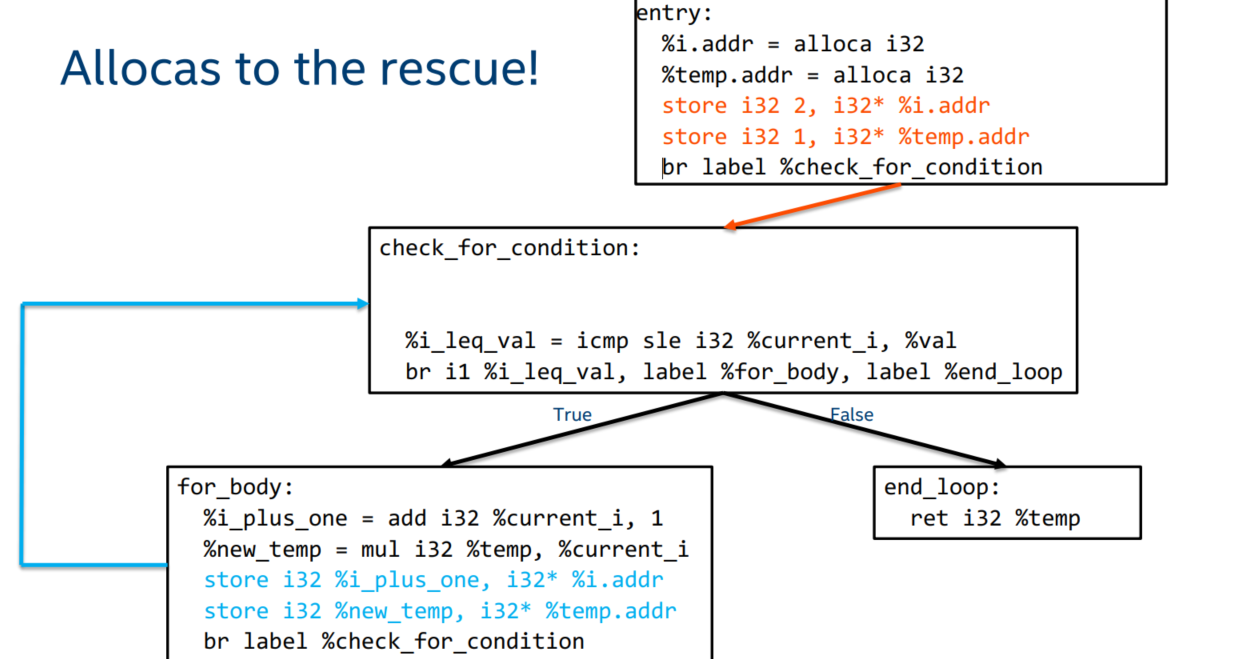 Allocas to the rescue!
entry:
%i.addr = alloca i32
%temp.addr = alloca i32
store i32 2, i32* %i.addr
store i32 1, i32* %temp.addr
br label %check_for_condition
check_for_condition:
%i_leq_val = icmp sle i32 %current_i, %val
br i1 %i_leq_val, label %for_body, label %end_loop
True
False
for_body:
%i_plus_one = add i32 %current_i, 1
%new_temp = mul i32 %temp, %current_i
store i32 %i_plus_one, i32* %i.addr
store i32 %new_temp, i32* %temp.addr
br label %check_for_condition
end_loop:
ret i32 %temp